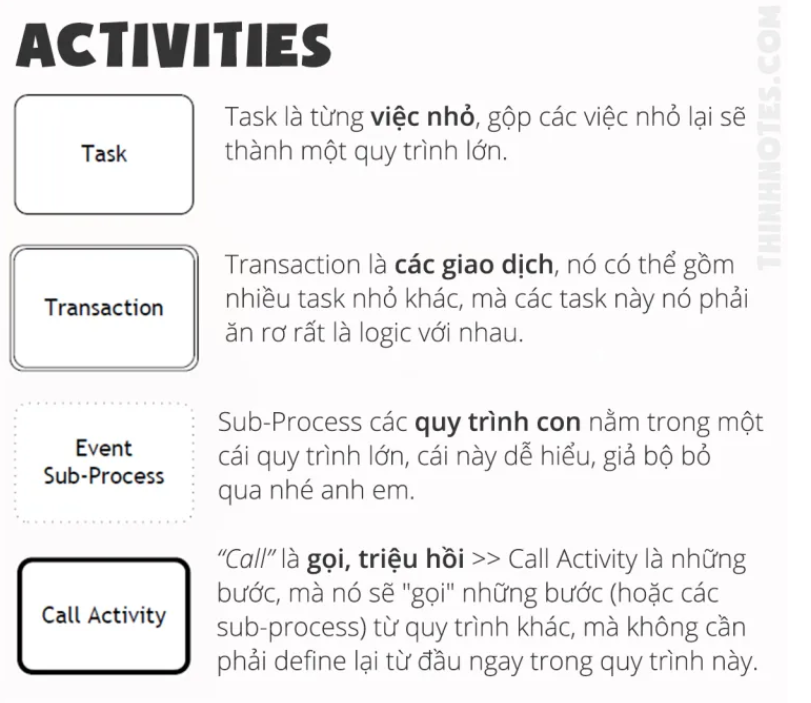 ACTIVITIES
Task
Task là từng việc nhỏ, gộp các việc nhỏ lại sẽ
thành một quy trình lớn.
Transaction
Transaction là các giao dịch, nó có thể gồm
nhiều task nhỏ khác, mà các task này nó phải
ăn rơ rất là logic với nhau.
Event
Sub-Process
Sub-Process các quy trình con nằm trong một
cái quy trình lớn, cái này dễ hiểu, giả bộ bỏ
qua nhé anh em.
Call Activity
“Call” là gọi, triệu hồi >> Call Activity là những
bước, mà nó sẽ "gọi" những bước (hoặc các
sub-process) từ quy trình khác, mà không cần
phải define lại từ đầu ngay trong quy trình này.
THINHNOTES.COM